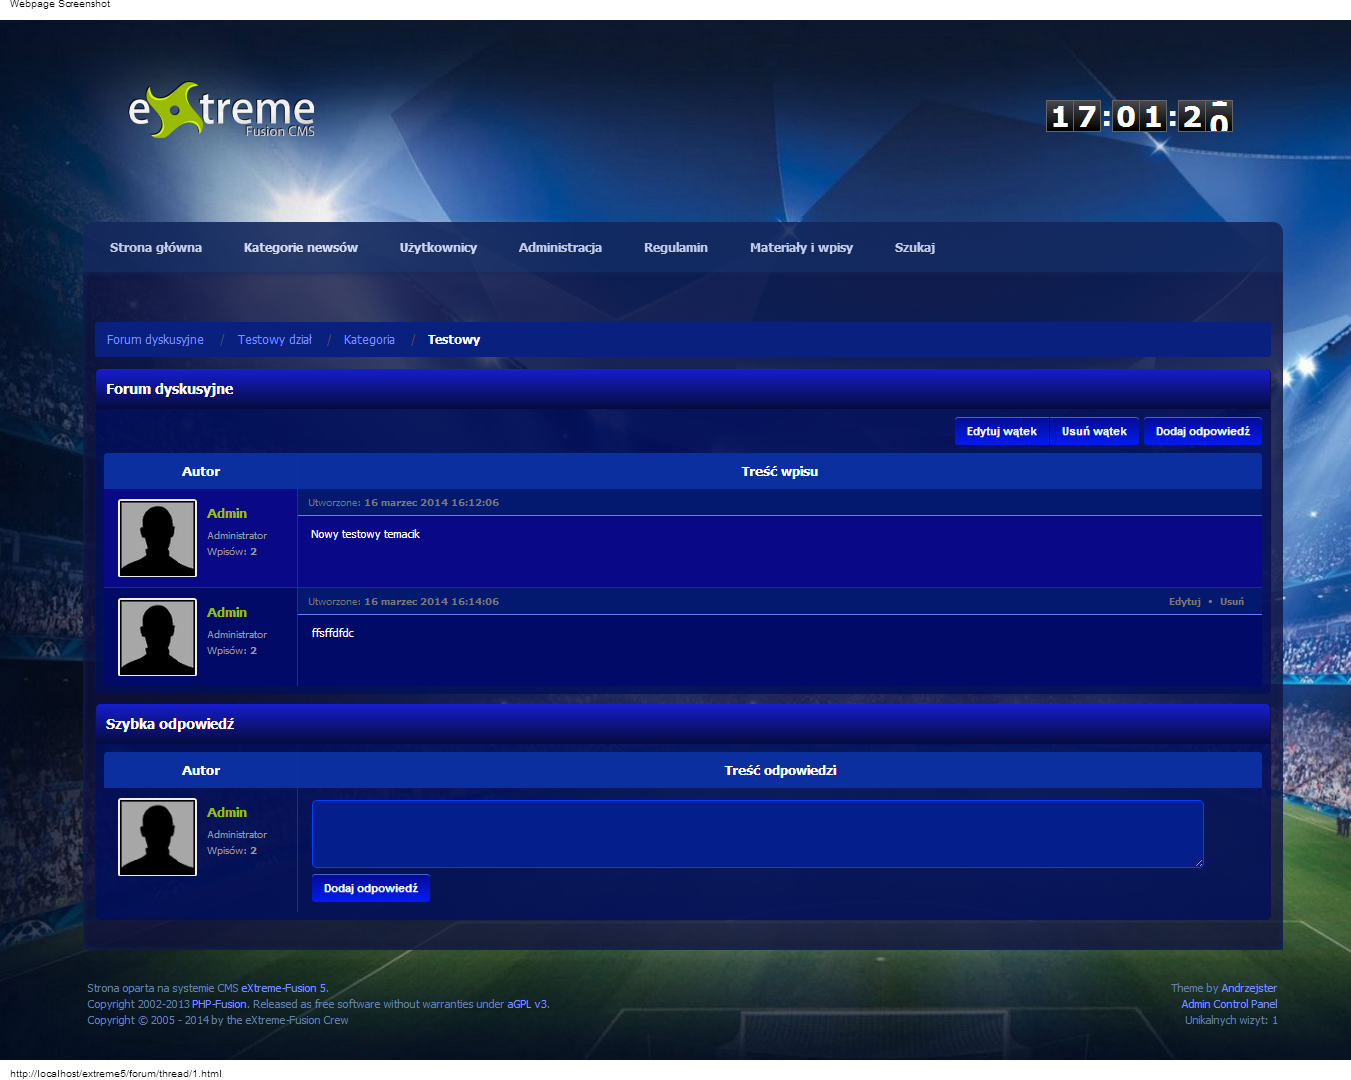 Webpage Screenshot
eXtreme
Fusion CMS
17:01:2
Strona główna Kategorie newsów Użytkownicy Administracja Regulamin Materiały i wpisy Szukaj
Forum dyskusyjne / Testowy dział / Kategoria / Testowy
Forum dyskusyjne
Edytuj wątek Usuń wątek Dodaj odpowiedź
Autor Treść wpisu
Utworzone: 16 marzec 2014 16:12:06
Admin
Administrator
Wpisów: 2
Nowy testowy temacik
Utworzone: 16 marzec 2014 16:14:06 Edytuj • Usuń
Admin
Administrator
Wpisów: 2
ffsffdfdc
Szybka odpowiedź
Autor Treść odpowiedzi
Admin
Administrator
Wpisów: 2
Dodaj odpowiedź
Strona oparta na systemie CMS eXtreme-Fusion 5.
Copyright 2002-2013 PHP-Fusion. Released as free software without warranties under aGPL v3.
Copyright © 2005 - 2014 by the eXtreme-Fusion Crew
Theme by Andrzejster
Admin Control Panel
Unikalnych wizyt: 1
http://localhost/extreme5/forum/thread/1.html